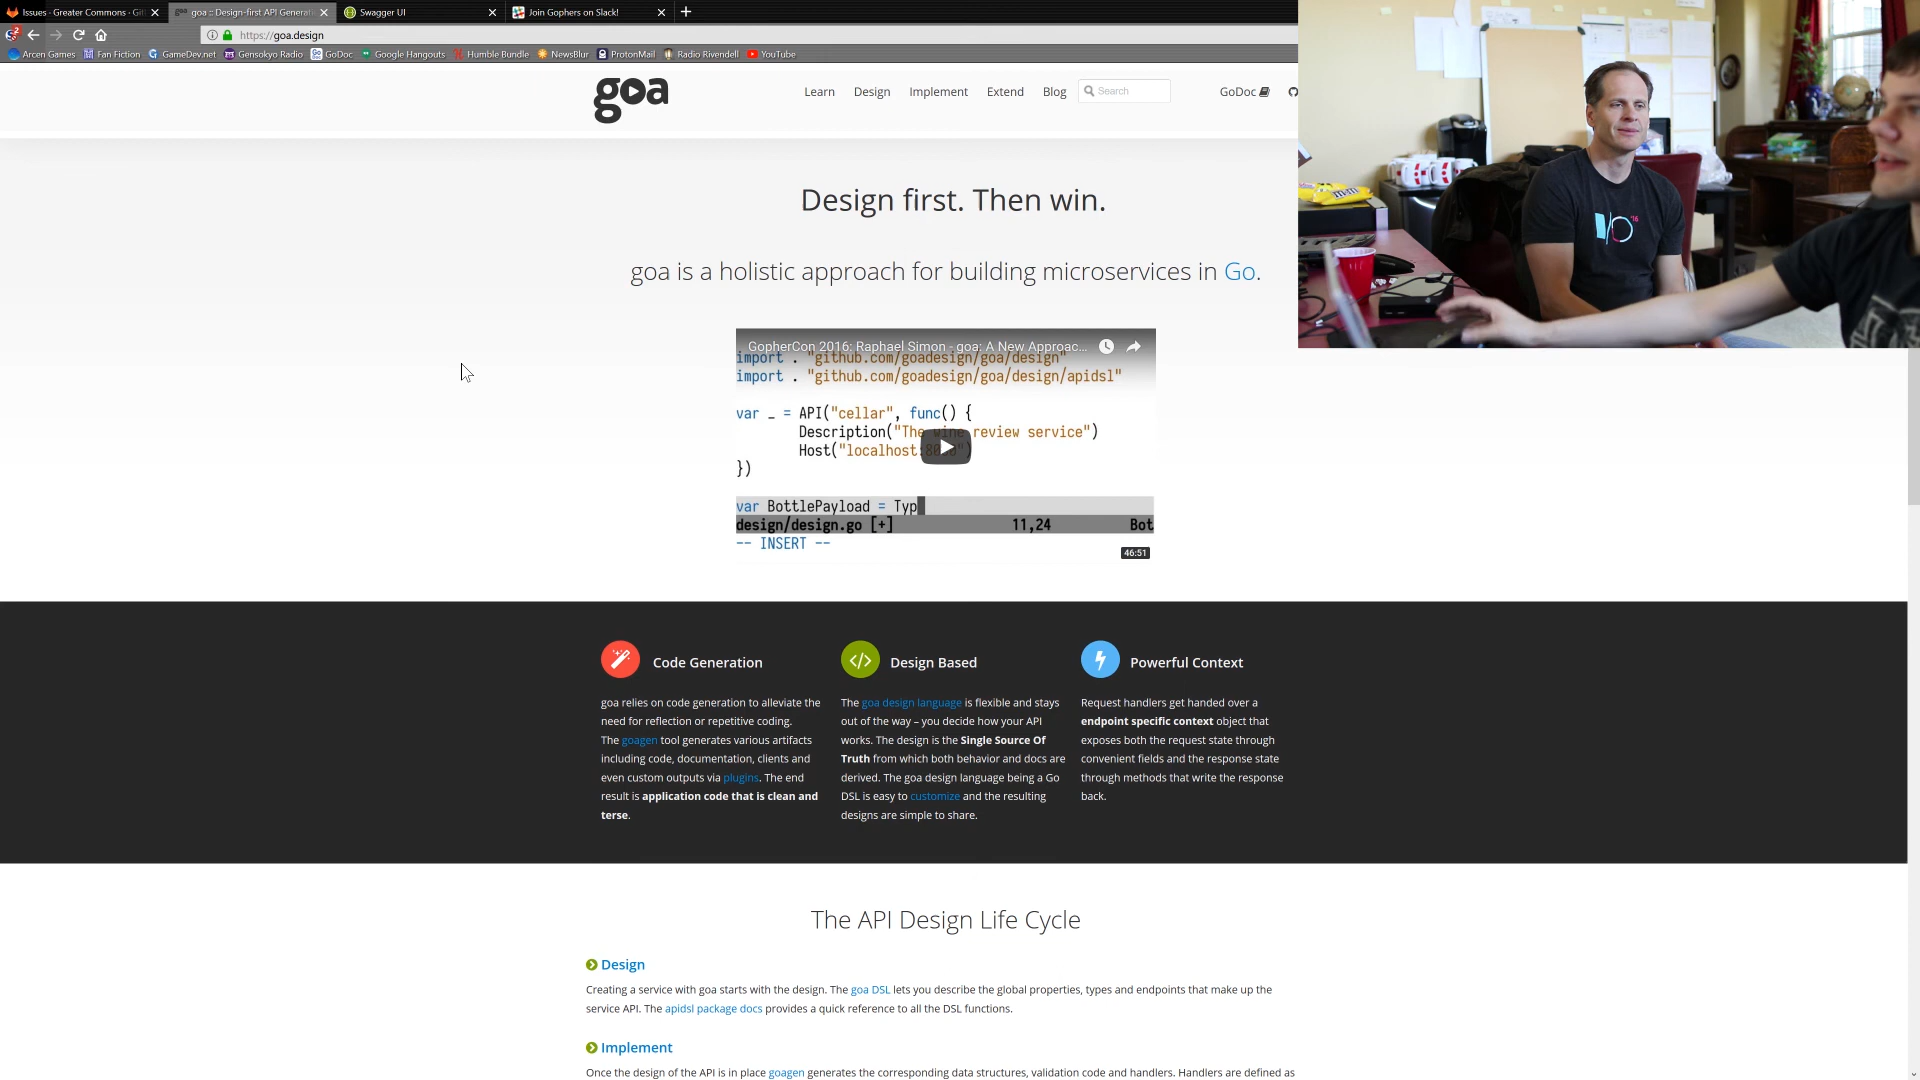 Issues · Greater Commons · Git
goa :: Design-first API Generati
Swagger UI
Join Gophers on Slack!
https://goa.design
Arcen Games
Fan Fiction
GameDev.net
Gensokyo Radio
GoDoc
Google Hangouts
Humble Bundle
NewsBlur
ProtonMail
Radio Rivendell
YouTube
goa
Learn
Design
Implement
Extend
Blog
Search
GoDoc
Design first. Then win.
goa is a holistic approach for building microservices in Go.
GopherCon 2016: Raphael Simon - goa: A New Approac...
import . "github.com/goadesign/goa/design"
import . "github.com/goadesign/goa/design/apidsl"
var _ = API("cellar", func() {
Description("The wine review service")
Host("localhost:
})
var BottlePayload = Typ
design/design.go [+] 11,24 Bot
-- INSERT --
46:51
Code Generation
goa relies on code generation to alleviate the
need for reflection or repetitive coding.
The goagen tool generates various artifacts
including code, documentation, clients and
even custom outputs via plugins. The end
result is application code that is clean and
terse.
Design Based
The goa design language is flexible and stays
out of the way – you decide how your API
works. The design is the Single Source Of
Truth from which both behavior and docs are
derived. The goa design language being a Go
DSL is easy to customize and the resulting
designs are simple to share.
Powerful Context
Request handlers get handed over a
endpoint specific context object that
exposes both the request state through
convenient fields and the response state
through methods that write the response
back.
The API Design Life Cycle
Design
Creating a service with goa starts with the design. The goa DSL lets you describe the global properties, types and endpoints that make up the
service API. The apidsl package docs provides a quick reference to all the DSL functions.
Implement
Once the design of the API is in place goagen generates the corresponding data structures, validation code and handlers. Handlers are defined as
I/O '16